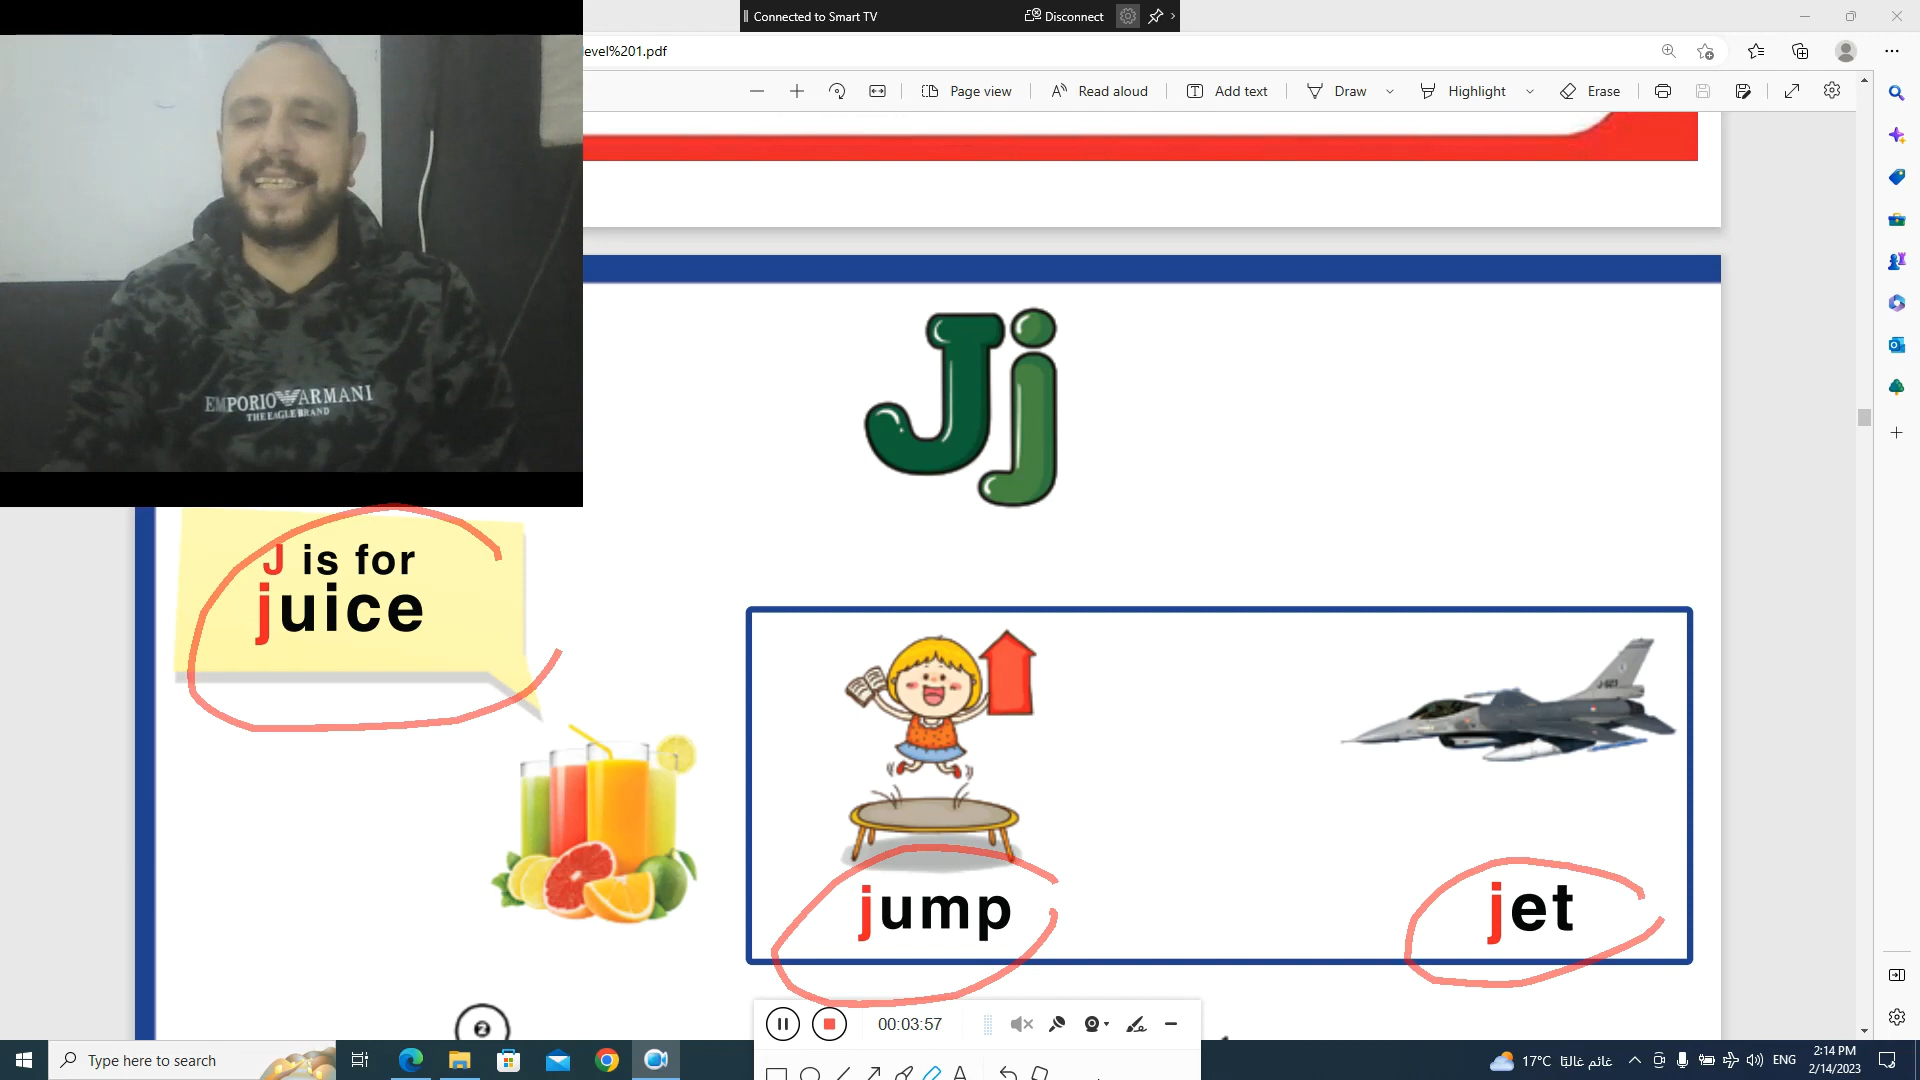 Connected to Smart TV
Disconnect
evel%201.pdf
Page view
Read aloud
Add text
Draw
Highlight
Erase
EMPORIO ARMANI
THE EAGLE BRAND
Jj
J is for
juice
jump
jet
2
00:03:57
Type here to search
17°C
غائم غالبًا
ENG
2:14 PM
2/14/2023